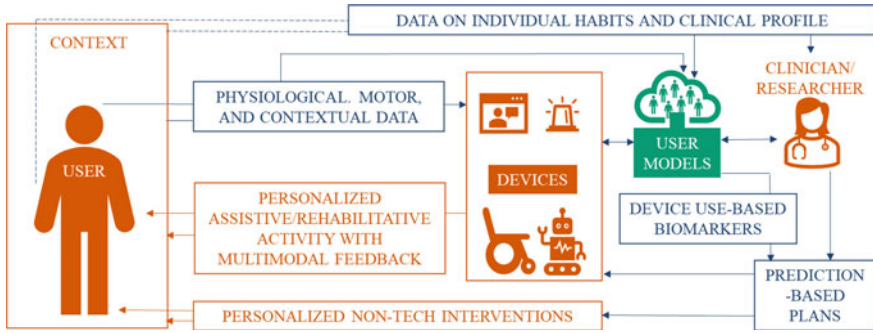 DATA ON INDIVIDUAL HABITS AND CLINICAL PROFILE
CONTEXT
CLINICIAN/
RESEARCHER
PHYSIOLOGICAL. MOTOR,
AND CONTEXTUAL DATA
USER
USER
MODELS
DEVICES
PERSONALIZED
ASSISTIVE/REHABILITATIVE
ACTIVITY WITH
MULTIMODAL FEEDBACK
DEVICE USE-BASED
BIOMARKERS
PREDICTION
-BASED
PLANS
PERSONALIZED NON-TECH INTERVENTIONS